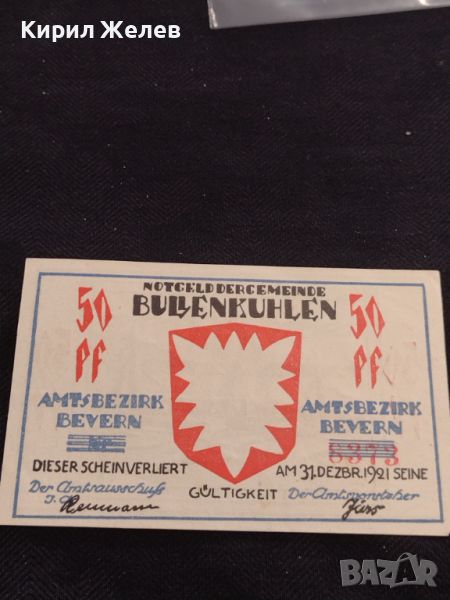 Кирил Желев
NOTGELD DER GEMEINDE
BULLENKUHLEN
50 50
PF PF
AMTSBEZIRK AMTSBEZIRK
BEVERN BEVERN
6373
DIESER SCHEIN VERLIERT AM 31. DEZBR. 1921 SEINE
GÜLTIGKEIT
Der Amtsausschuß Der Amtsvorsteher
BAZAR